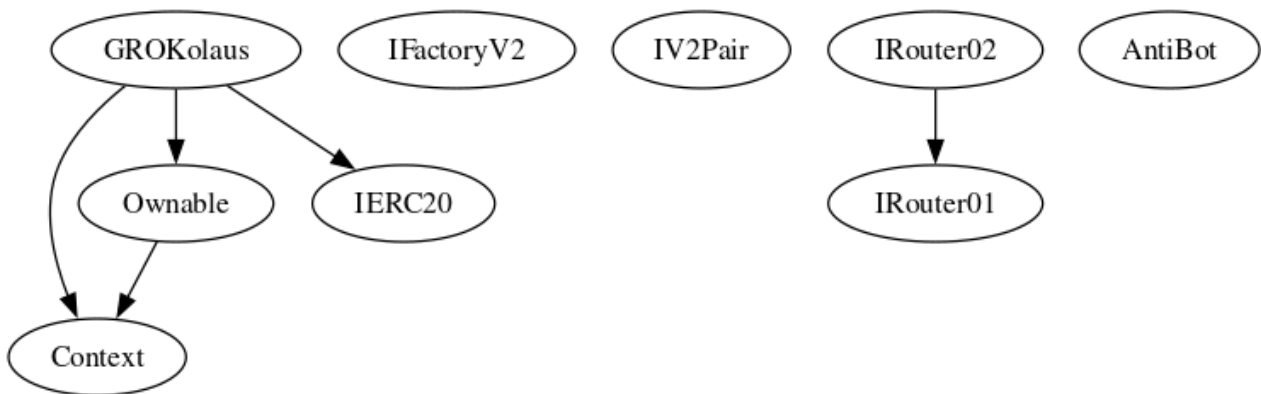 GROKolaus
IFactoryV2
IV2Pair
IRouter02
AntiBot
Ownable
IERC20
IRouter01
Context